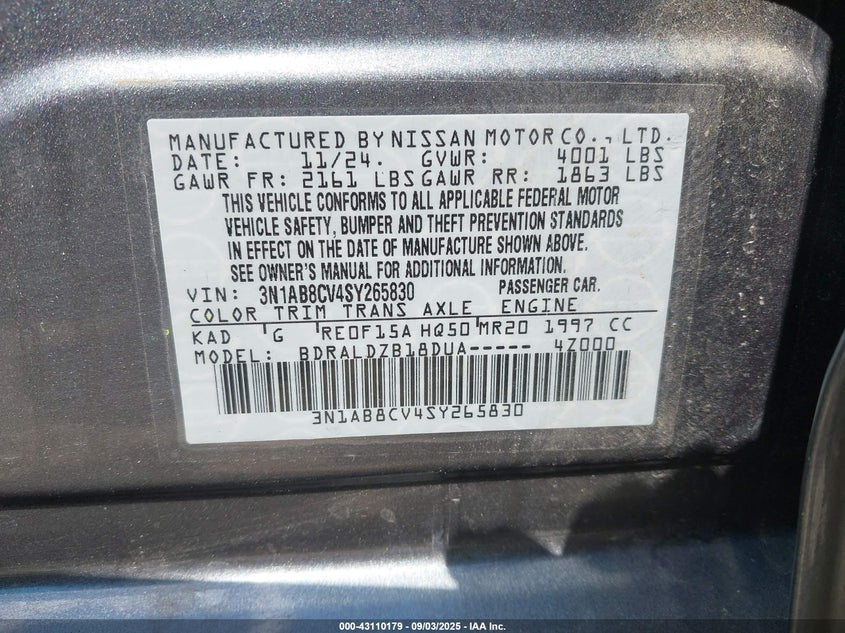 MANUFACTURED BY NISSAN MOTOR CO., LTD.
DATE: 11/24. GVWR: 4001 LBS
GAWR FR: 2161 LBS GAWR RR: 1863 LBS
THIS VEHICLE CONFORMS TO ALL APPLICABLE FEDERAL MOTOR
VEHICLE SAFETY, BUMPER AND THEFT PREVENTION STANDARDS
IN EFFECT ON THE DATE OF MANUFACTURE SHOWN ABOVE.
SEE OWNER'S MANUAL FOR ADDITIONAL INFORMATION.
VIN: 3N1AB8CV4SY265830 PASSENGER CAR.
COLOR TRIM TRANS AXLE ENGINE
KAD G RE0F15A HQ50 MR20 1997 CC
MODEL: BDRALDZB18DUA----- 4Z000
3N1AB8CV4SY265830
000-43110179 - 09/03/2025 - IAA Inc.